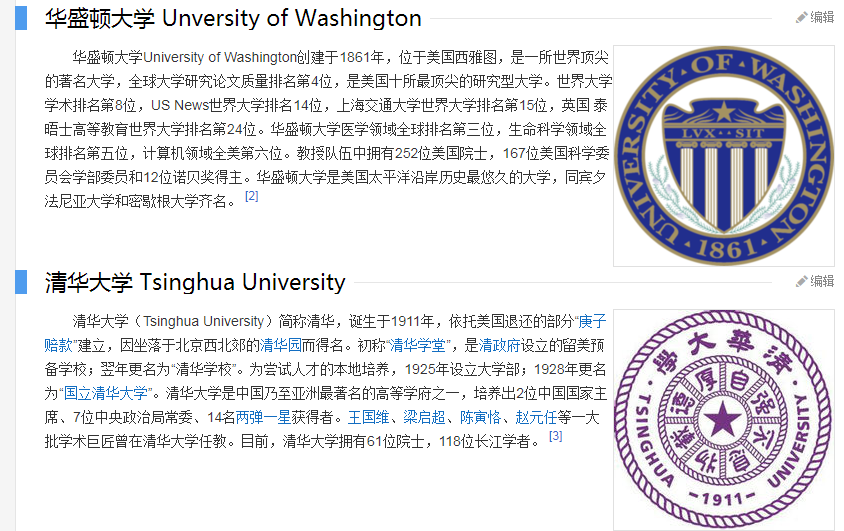 华盛顿大学 Unversity of Washington
编辑
华盛顿大学University of Washington创建于1861年，位于美国西雅图，是一所世界顶尖
的著名大学，全球大学研究论文质量排名第4位，是美国十所最顶尖的研究型大学。世界大学
学术排名第8位，US News世界大学排名14位，上海交通大学世界大学排名第15位，英国 泰
晤士高等教育世界大学排名第24位。华盛顿大学医学领域全球排名第三位，生命科学领域全
球排名第五位，计算机领域全美第六位。教授队伍中拥有252位美国院士，167位美国科学委
员会学部委员和12位诺贝奖得主。华盛顿大学是美国太平洋沿岸历史最悠久的大学，同宾夕
法尼亚大学和密歇根大学齐名。 [2]
UNIVERSITY OF WASHINGTON
LVX SIT
1861
清华大学 Tsinghua University
编辑
清华大学（Tsinghua University）简称清华，诞生于1911年，依托美国退还的部分“庚子
赔款”建立，因坐落于北京西北郊的清华园而得名。初称“清华学堂”，是清政府设立的留美预
备学校；翌年更名为“清华学校”。为尝试人才的本地培养，1925年设立大学部；1928年更名
为“国立清华大学”。清华大学是中国乃至亚洲最著名的高等学府之一，培养出2位中国国家主
席、7位中央政治局常委、14名两弹一星获得者。王国维、梁启超、陈寅恪、赵元任等一大
批学术巨匠曾在清华大学任教。目前，清华大学拥有61位院士，118位长江学者。 [3]
學大華清
自强不息
厚德載物
TSINGHUA UNIVERSITY
-1911-